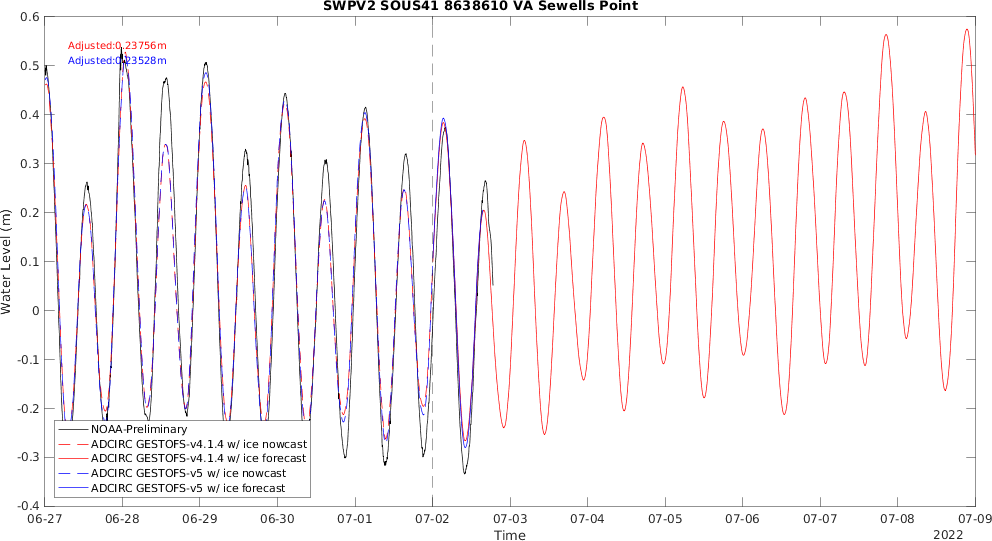 SWPV2 SOUS41 8638610 VA Sewells Point
Adjusted:0.23756m
Adjusted:0.23528m
Water Level (m)
0.6
0.5
0.4
0.3
0.2
0.1
0
-0.1
-0.2
-0.3
-0.4
NOAA-Preliminary
ADCIRC GESTOFS-v4.1.4 w/ ice nowcast
ADCIRC GESTOFS-v4.1.4 w/ ice forecast
ADCIRC GESTOFS-v5 w/ ice nowcast
ADCIRC GESTOFS-v5 w/ ice forecast
06-27 06-28 06-29 06-30 07-01 07-02 07-03 07-04 07-05 07-06 07-07 07-08 07-09
Time
2022